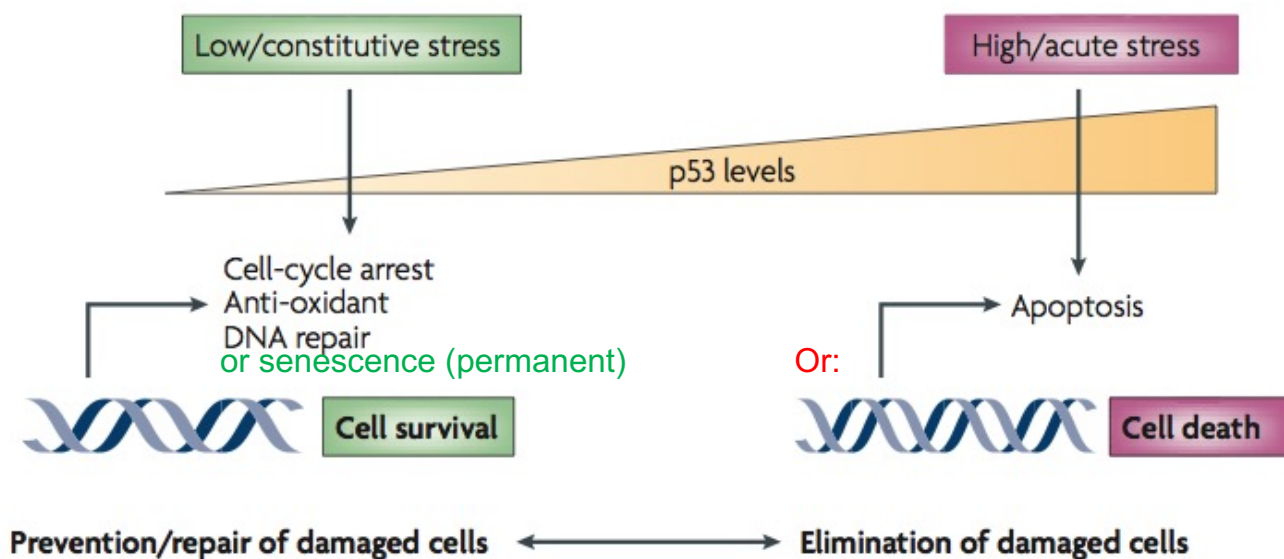 Low/constitutive stress
High/acute stress
p53 levels
Cell-cycle arrest
Anti-oxidant
DNA repair
or senescence (permanent)
Apoptosis
Or:
Cell survival
Cell death
Prevention/repair of damaged cells
Elimination of damaged cells